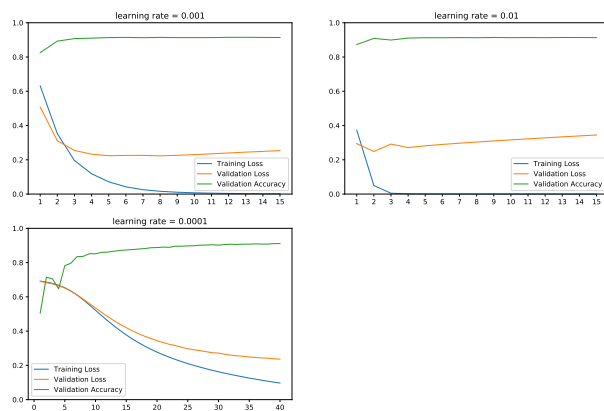 learning rate = 0.001
1.0
0.8
0.6
0.4
0.2
0.0
Training Loss
Validation Loss
Validation Accuracy
1 2 3 4 5 6 7 8 9 10 11 12 13 14 15
learning rate = 0.01
1.0
0.8
0.6
0.4
0.2
0.0
Training Loss
Validation Loss
Validation Accuracy
1 2 3 4 5 6 7 8 9 10 11 12 13 14 15
learning rate = 0.0001
1.0
0.8
0.6
0.4
0.2
0.0
Training Loss
Validation Loss
Validation Accuracy
0 5 10 15 20 25 30 35 40